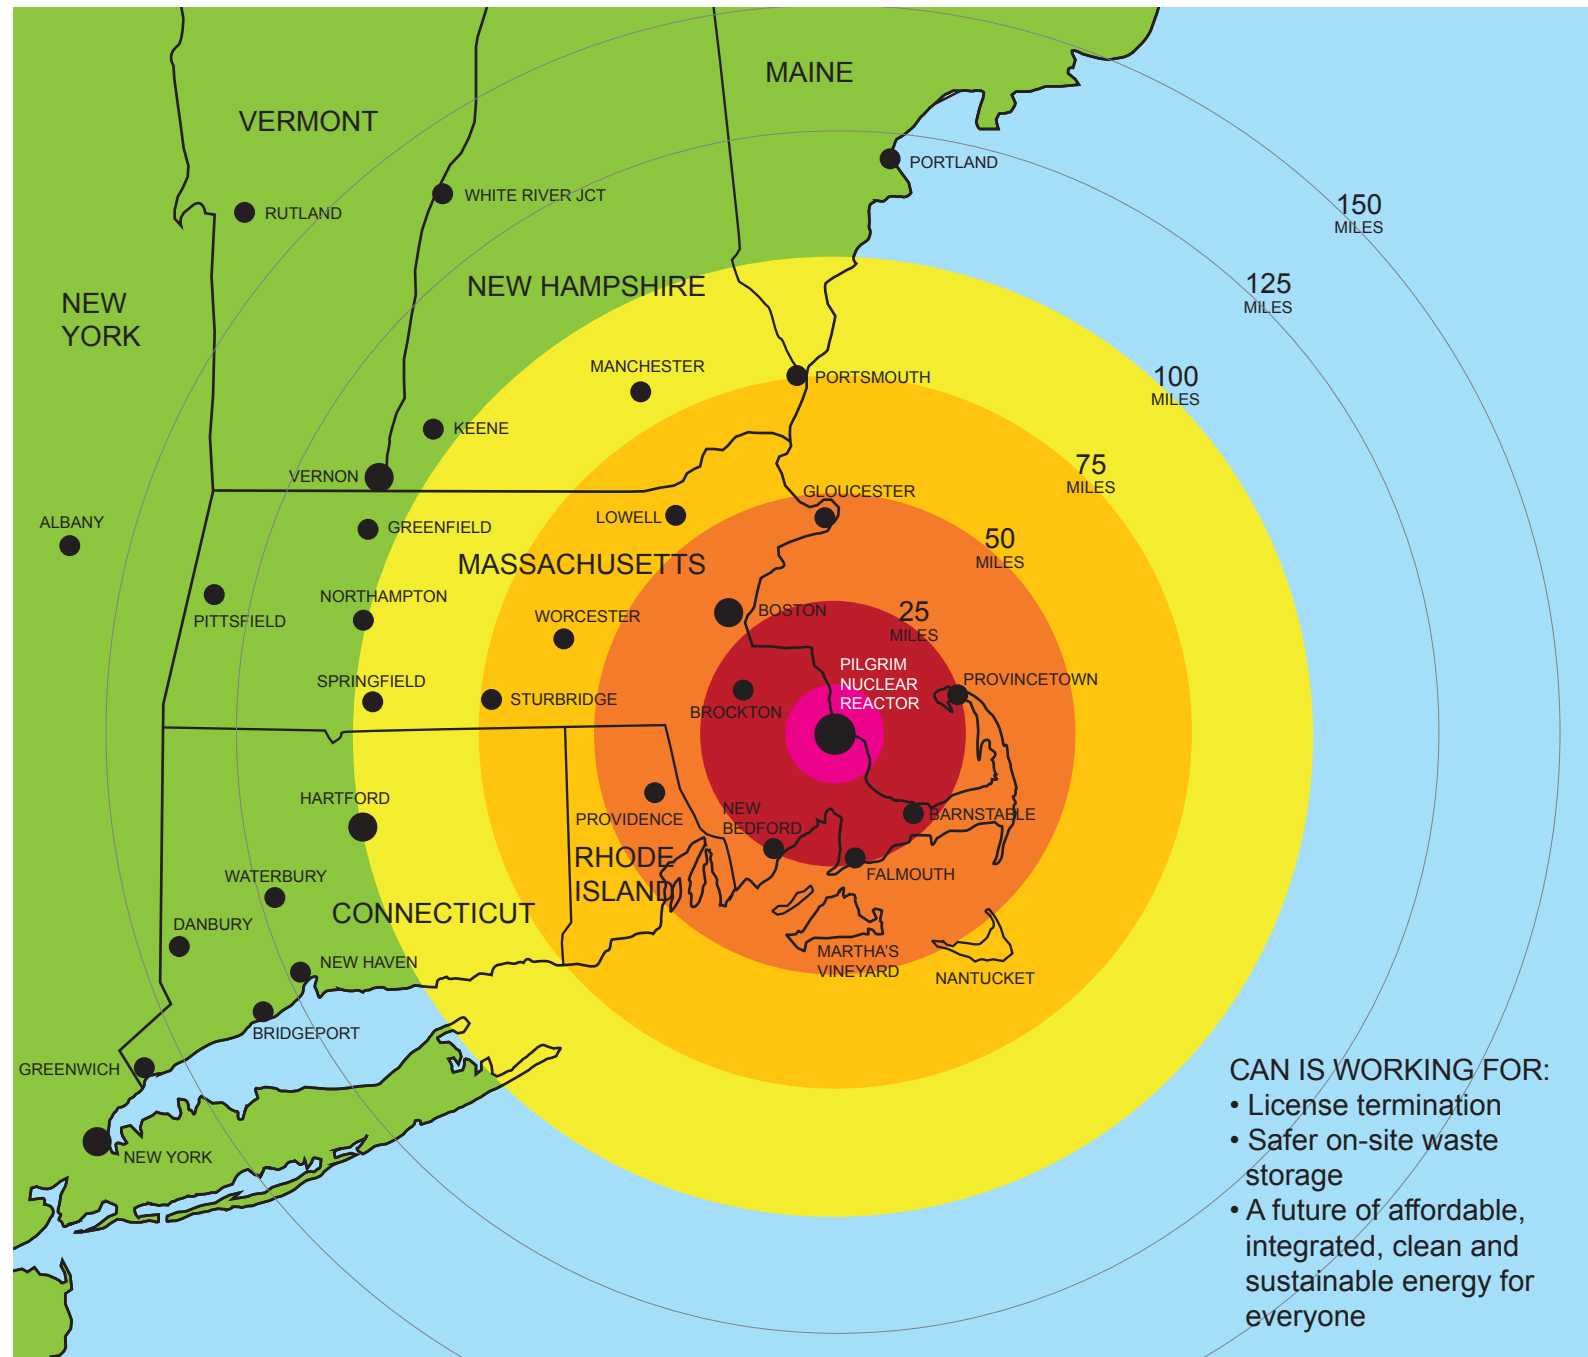 MAINE
VERMONT
PORTLAND
WHITE RIVER JCT
RUTLAND
150
MILES
125
MILES
NEW HAMPSHIRE
NEW
YORK
MANCHESTER
PORTSMOUTH
100
MILES
KEENE
VERNON
75
MILES
GLOUCESTER
ALBANY
GREENFIELD
LOWELL
50
MILES
MASSACHUSETTS
NORTHAMPTON
PITTSFIELD
WORCESTER
BOSTON
25
MILES
PILGRIM
NUCLEAR
REACTOR
PROVINCETOWN
SPRINGFIELD
STURBRIDGE
BROCKTON
HARTFORD
PROVIDENCE
NEW
BEDFORD
BARNSTABLE
RHODE
ISLAND
FALMOUTH
WATERBURY
CONNECTICUT
DANBURY
NEW HAVEN
MARTHA'S
VINEYARD
NANTUCKET
BRIDGEPORT
GREENWICH
NEW YORK
CAN IS WORKING FOR:
• License termination
• Safer on-site waste
storage
• A future of affordable,
integrated, clean and
sustainable energy for
everyone